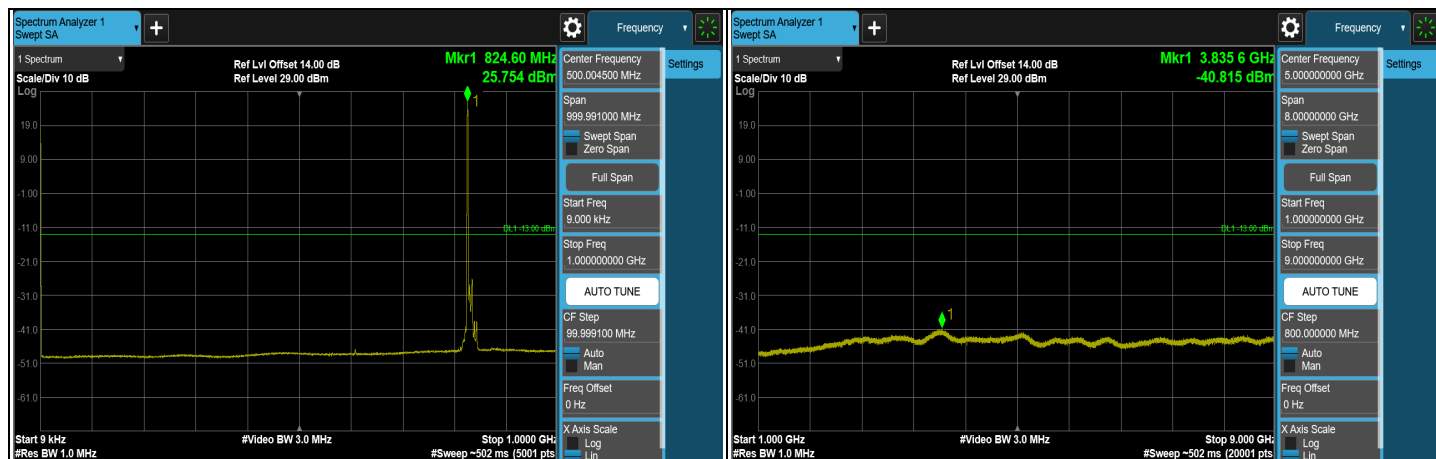 Spectrum Analyzer 1
Swept SA
+
Frequency
1 Spectrum
Scale/Div 10 dB
Log
Ref Lvl Offset 14.00 dB
Ref Level 29.00 dBm
Mkr1 824.60 MHz
25.754 dBm
1
19.0
9.00
-1.00
-11.0
-21.0
-31.0
-41.0
-51.0
-61.0
DL1 -13.00 dBm
Start 9 kHz
#Res BW 1.0 MHz
#Video BW 3.0 MHz
Stop 1.0000 GHz
#Sweep ~502 ms (5001 pts)
Center Frequency
500.004500 MHz
Span
999.991000 MHz
Swept Span
Zero Span
Full Span
Start Freq
9.000 kHz
Stop Freq
1.000000000 GHz
AUTO TUNE
CF Step
99.999100 MHz
Auto
Man
Freq Offset
0 Hz
X Axis Scale
Log
Lin
Settings
Spectrum Analyzer 1
Swept SA
+
Frequency
1 Spectrum
Scale/Div 10 dB
Log
Ref Lvl Offset 14.00 dB
Ref Level 29.00 dBm
Mkr1 3.835 6 GHz
-40.815 dBm
1
19.0
9.00
-1.00
-11.0
-21.0
-31.0
-41.0
-51.0
-61.0
DL1 -13.00 dBm
Start 1.000 GHz
#Res BW 1.0 MHz
#Video BW 3.0 MHz
Stop 9.000 GHz
#Sweep ~502 ms (20001 pts)
Center Frequency
5.000000000 GHz
Span
8.00000000 GHz
Swept Span
Zero Span
Full Span
Start Freq
1.000000000 GHz
Stop Freq
9.000000000 GHz
AUTO TUNE
CF Step
800.000000 MHz
Auto
Man
Freq Offset
0 Hz
X Axis Scale
Log
Lin
Settings